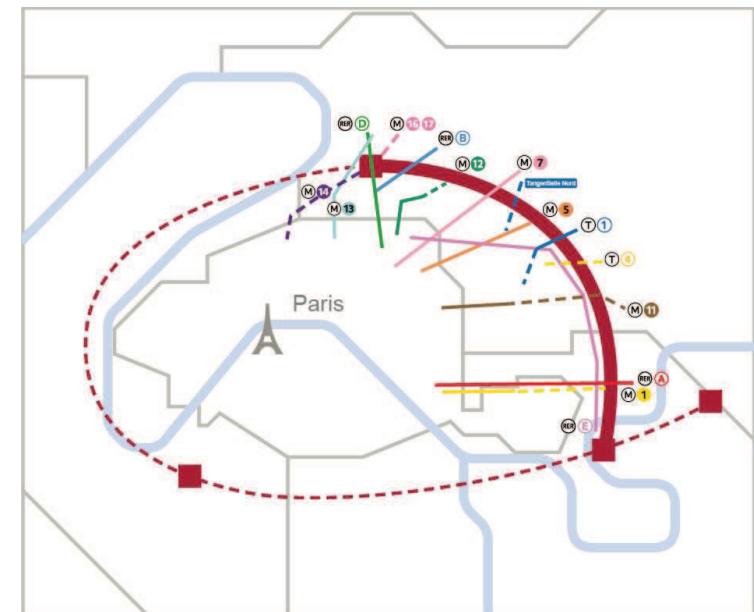 RER D
M 16 17
RER B
M 12
M 7
M 14
Tangentielle Nord
M 13
M 5
T 1
T 4
Paris
M 11
RER A
M 1
RER E